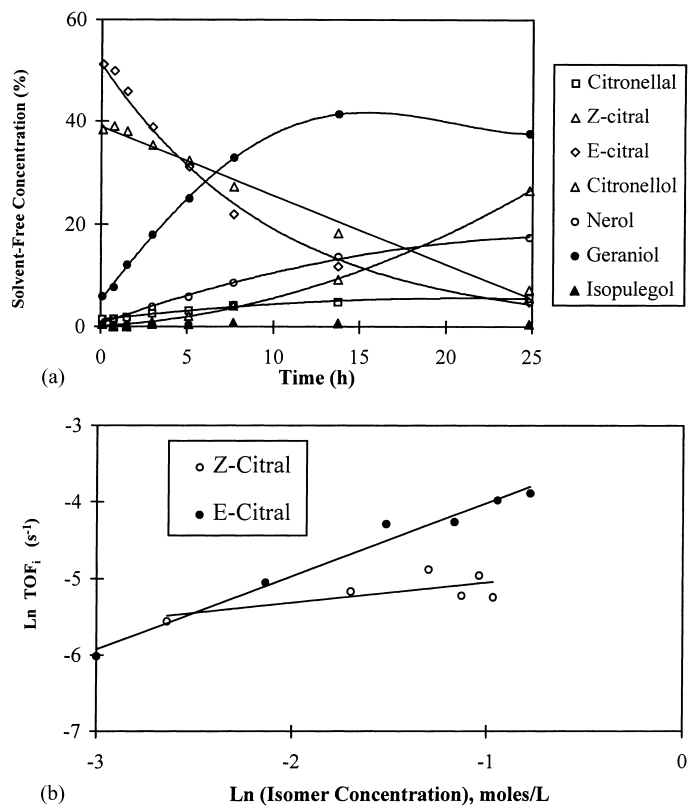 60
40
20
0
Solvent-Free Concentration (%)
0 5 10 15 20 25
Time (h)
(a)
Citronellal
Z-citral
E-citral
Citronellol
Nerol
Geraniol
Isopulegol
-3
-4
-5
-6
-7
Ln TOFi (s-1)
Z-Citral
E-Citral
-3 -2 -1 0
Ln (Isomer Concentration), moles/L
(b)